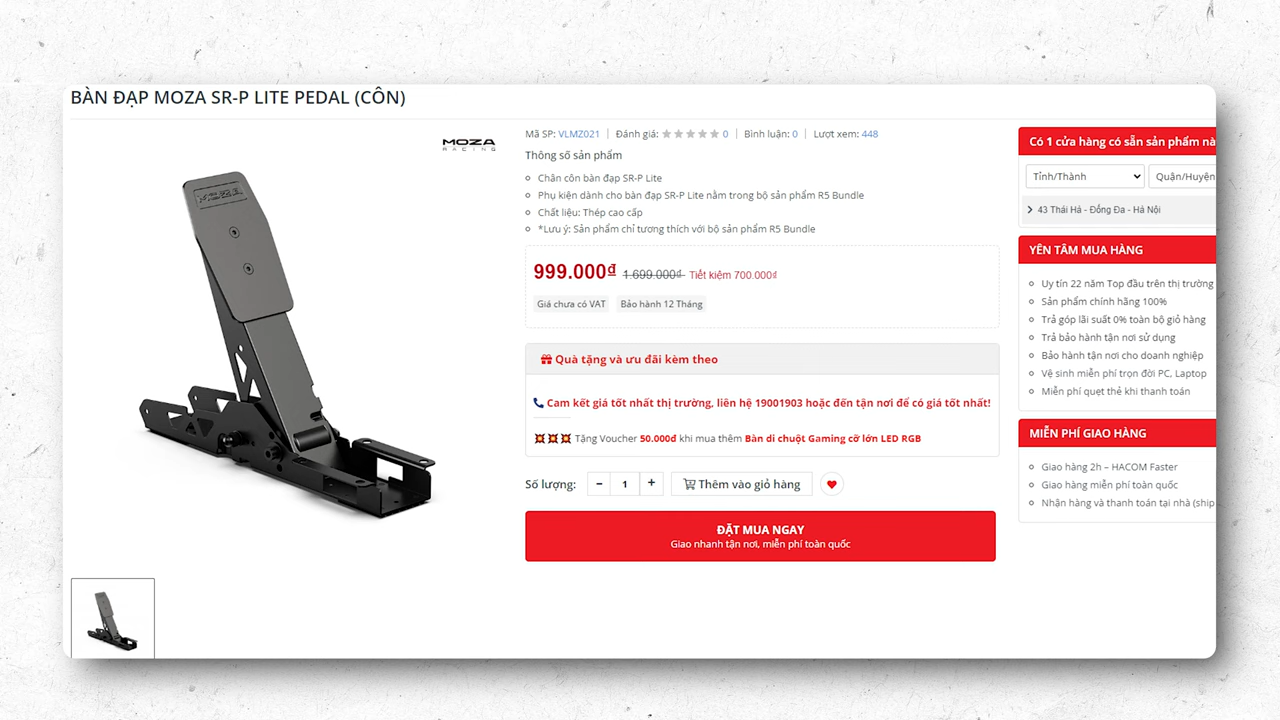 BÀN ĐẠP MOZA SR-P LITE PEDAL (CÔN)
MOZA
RACING
Mã SP: VLMZ021 | Đánh giá: 0 | Bình luận: 0 | Lượt xem: 448
Thông số sản phẩm
Chân côn bàn đạp SR-P Lite
Phụ kiện dành cho bàn đạp SR-P Lite nằm trong bộ sản phẩm R5 Bundle
Chất liệu: Thép cao cấp
*Lưu ý: Sản phẩm chỉ tương thích với bộ sản phẩm R5 Bundle
999.000₫ 1.699.000₫ Tiết kiệm 700.000₫
Giá chưa có VAT Bảo hành 12 Tháng
Quà tặng và ưu đãi kèm theo
Cam kết giá tốt nhất thị trường, liên hệ 19001903 hoặc đến tận nơi để có giá tốt nhất!
Tặng Voucher 50.000đ khi mua thêm Bàn di chuột Gaming cỡ lớn LED RGB
Số lượng: - 1 + Thêm vào giỏ hàng
ĐẶT MUA NGAY
Giao nhanh tận nơi, miễn phí toàn quốc
Có 1 cửa hàng có sẵn sản phẩm nà
Tỉnh/Thành Quận/Huyện
43 Thái Hà - Đống Đa - Hà Nội
YÊN TÂM MUA HÀNG
Uy tín 22 năm Top đầu trên thị trường
Sản phẩm chính hãng 100%
Trả góp lãi suất 0% toàn bộ giỏ hàng
Trả bảo hành tận nơi sử dụng
Bảo hành tận nơi cho doanh nghiệp
Vệ sinh miễn phí trọn đời PC, Laptop
Miễn phí quẹt thẻ khi thanh toán
MIỄN PHÍ GIAO HÀNG
Giao hàng 2h – HACOM Faster
Giao hàng miễn phí toàn quốc
Nhận hàng và thanh toán tại nhà (ship